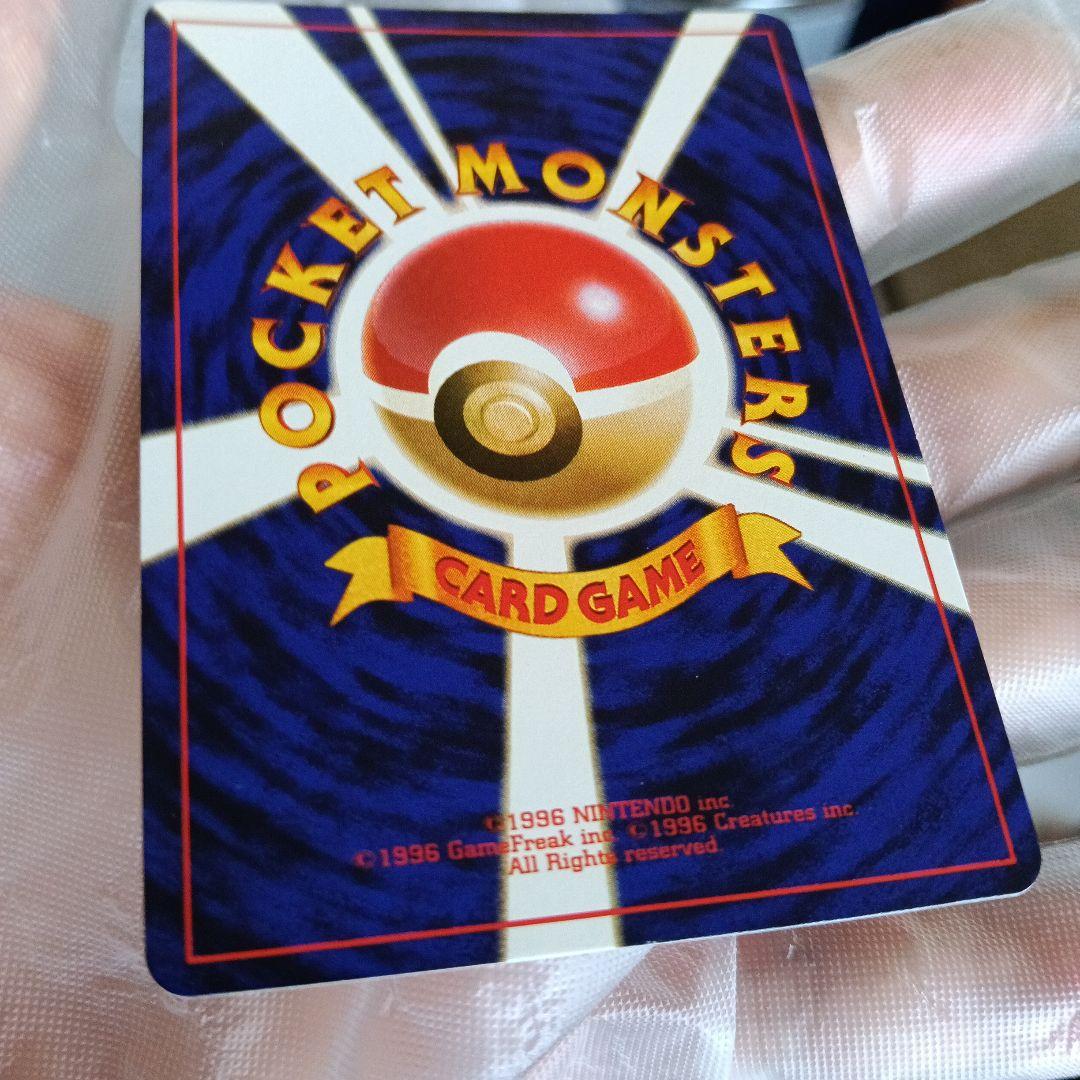 POCKET MONSTERS
CARD GAME
©1996 NINTENDO inc.
©1996 GameFreak inc. ©1996 Creatures inc.
All Rights reserved.